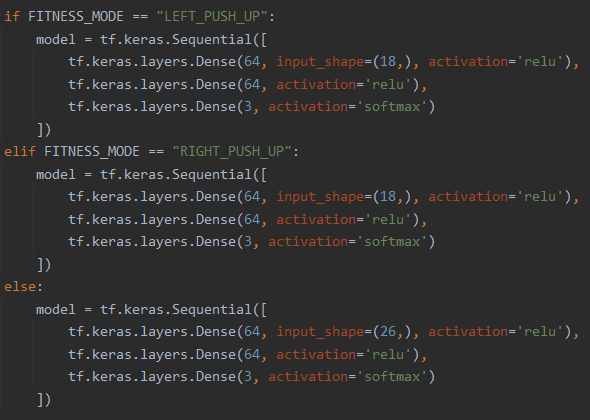 if FITNESS_MODE == "LEFT_PUSH_UP":
    model = tf.keras.Sequential([
        tf.keras.layers.Dense(64, input_shape=(18,), activation='relu'),
        tf.keras.layers.Dense(64, activation='relu'),
        tf.keras.layers.Dense(3, activation='softmax')
    ])
elif FITNESS_MODE == "RIGHT_PUSH_UP":
    model = tf.keras.Sequential([
        tf.keras.layers.Dense(64, input_shape=(18,), activation='relu'),
        tf.keras.layers.Dense(64, activation='relu'),
        tf.keras.layers.Dense(3, activation='softmax')
    ])
else:
    model = tf.keras.Sequential([
        tf.keras.layers.Dense(64, input_shape=(26,), activation='relu'),
        tf.keras.layers.Dense(64, activation='relu'),
        tf.keras.layers.Dense(3, activation='softmax')
    ])